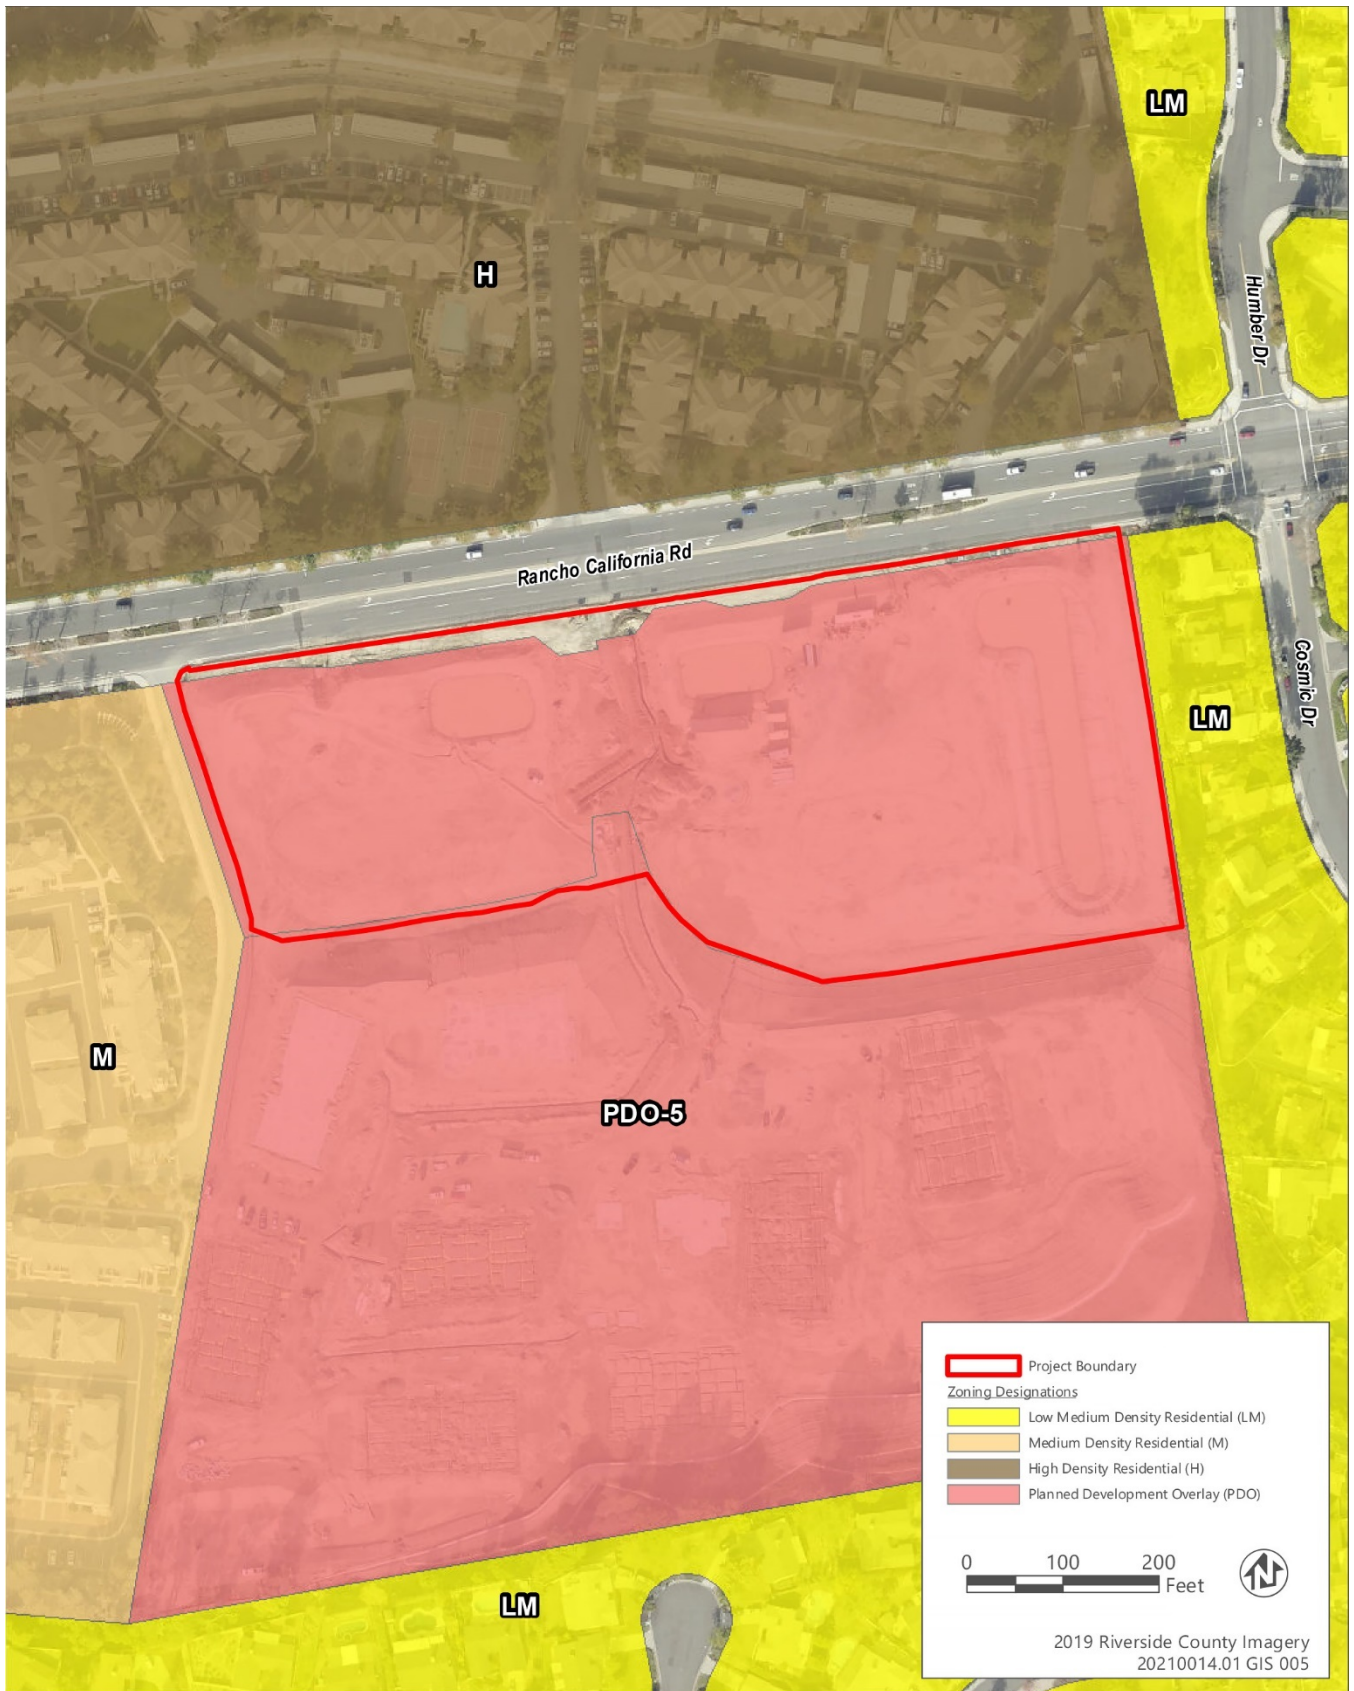 LM
H
Humber Dr
Rancho California Rd
Cosmic Dr
LM
M
PDO-5
LM
Project Boundary
Zoning Designations
Low Medium Density Residential (LM)
Medium Density Residential (M)
High Density Residential (H)
Planned Development Overlay (PDO)
0 100 200
Feet
N
2019 Riverside County Imagery
20210014.01 GIS 005